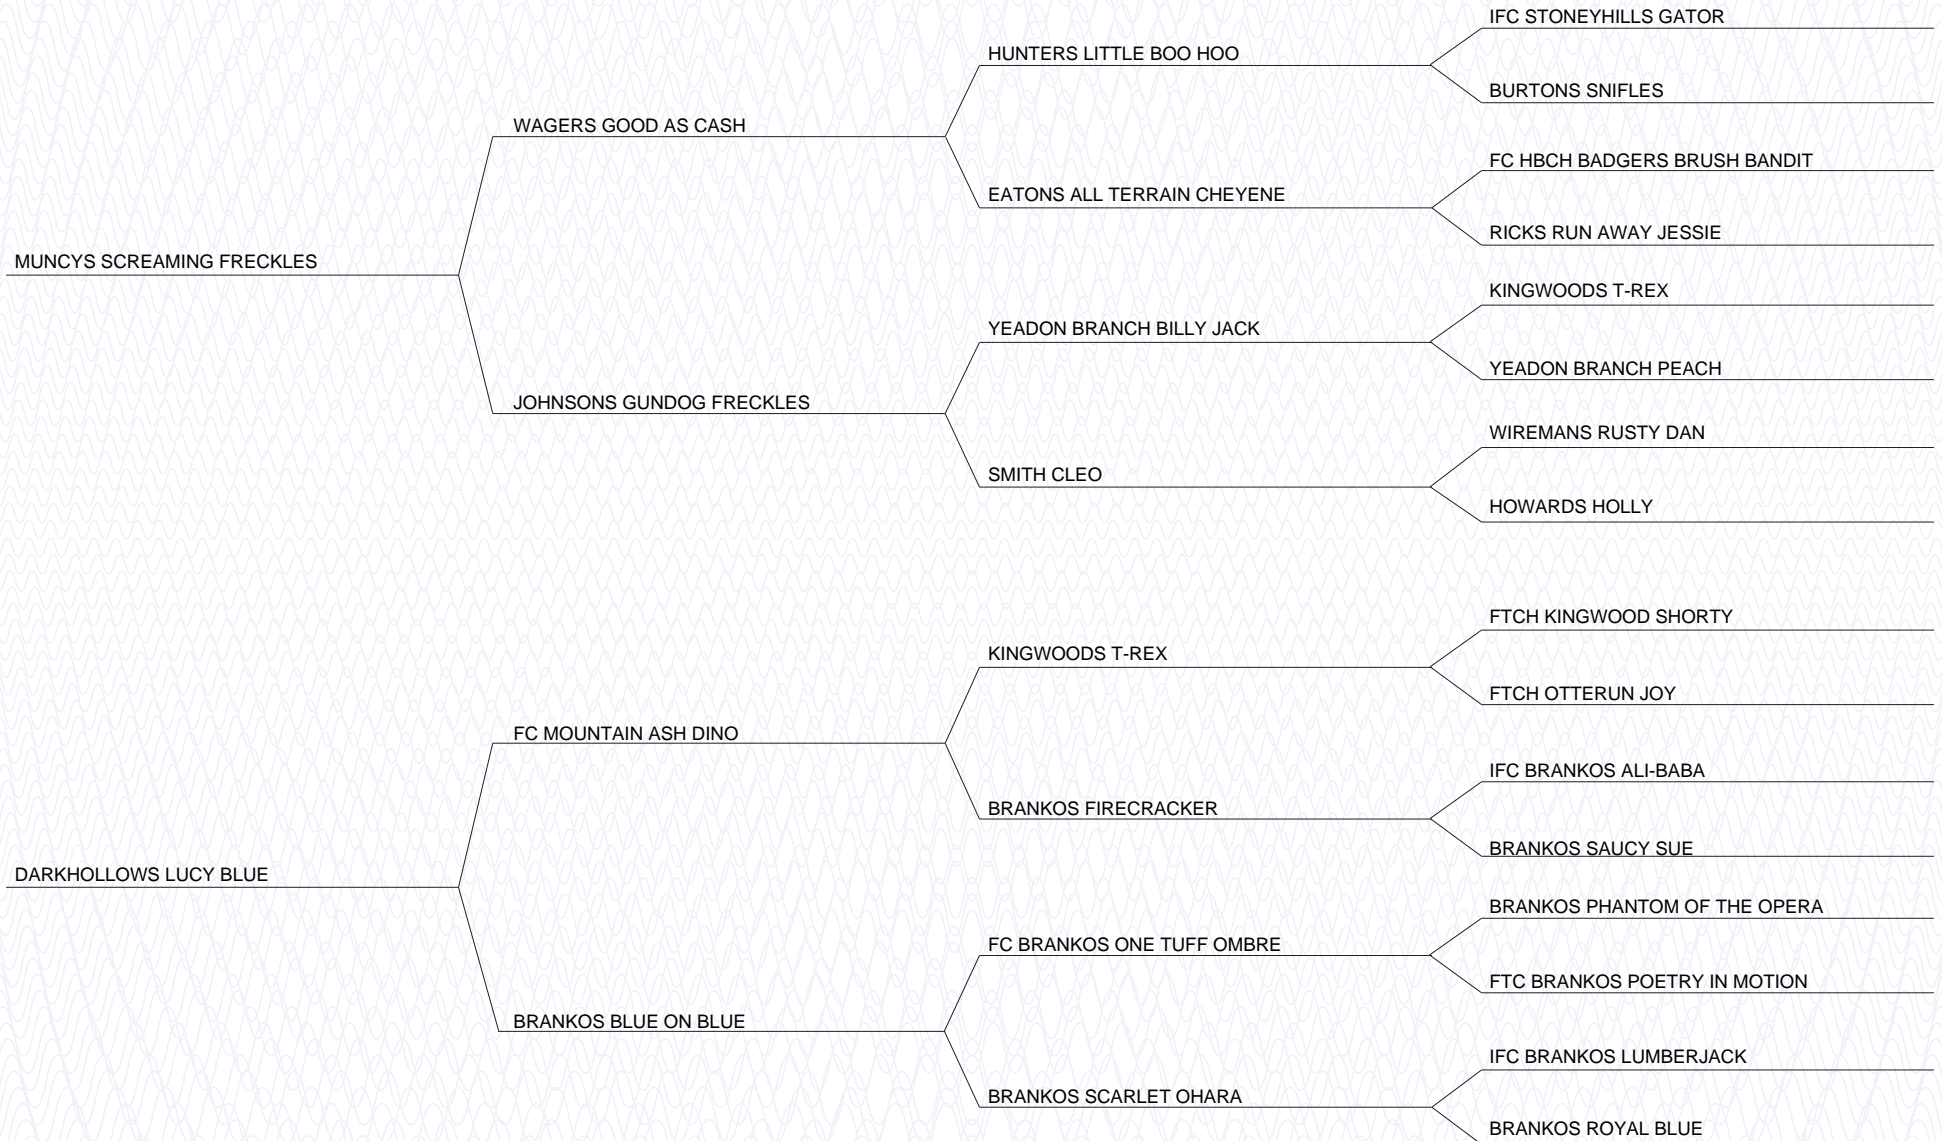 IFC STONEYHILLS GATOR
HUNTERS LITTLE BOO HOO
BURTONS SNIFLES
WAGERS GOOD AS CASH
FC HBCH BADGERS BRUSH BANDIT
EATONS ALL TERRAIN CHEYENE
RICKS RUN AWAY JESSIE
MUNCYS SCREAMING FRECKLES
KINGWOODS T-REX
YEADON BRANCH BILLY JACK
YEADON BRANCH PEACH
JOHNSONS GUNDOG FRECKLES
WIREMANS RUSTY DAN
SMITH CLEO
HOWARDS HOLLY
FTCH KINGWOOD SHORTY
KINGWOODS T-REX
FTCH OTTERUN JOY
FC MOUNTAIN ASH DINO
IFC BRANKOS ALI-BABA
BRANKOS FIRECRACKER
BRANKOS SAUCY SUE
DARKHOLLOWS LUCY BLUE
BRANKOS PHANTOM OF THE OPERA
FC BRANKOS ONE TUFF OMBRE
FTC BRANKOS POETRY IN MOTION
BRANKOS BLUE ON BLUE
IFC BRANKOS LUMBERJACK
BRANKOS SCARLET OHARA
BRANKOS ROYAL BLUE